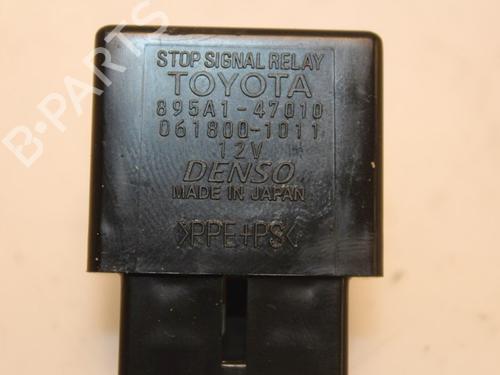 STOP SIGNAL RELAY
TOYOTA
895A1-47010
061800-1011
12V
DENSO
MADE IN JAPAN
>PPE+PS<
B-PARTS